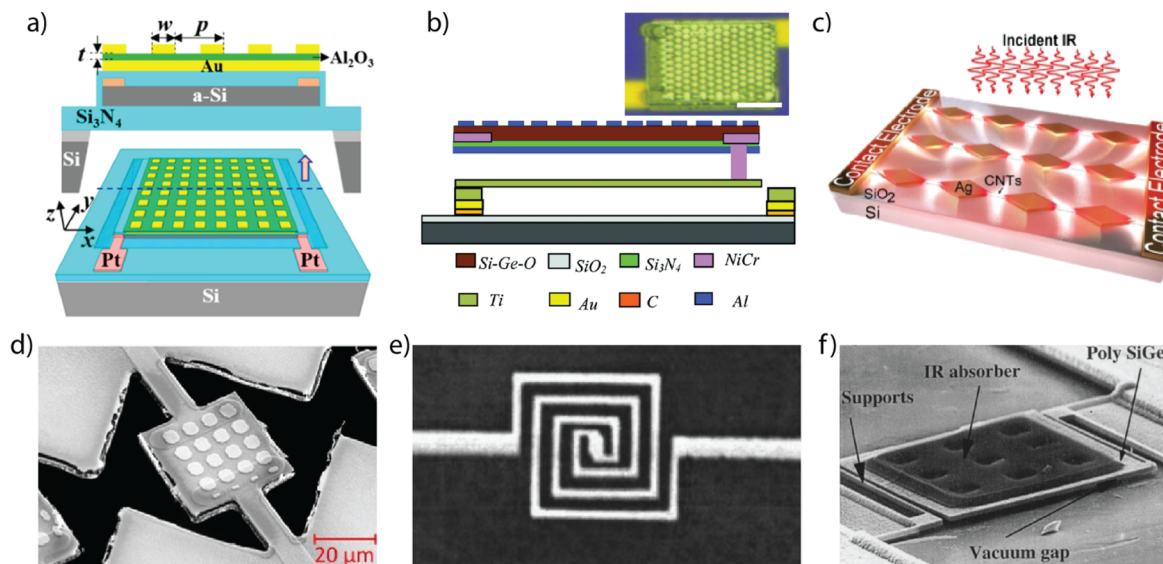 a)
w
p
t
Al₂O₃
Au
a-Si
Si₃N₄
Si
z
y
x
Pt
Pt
Si
b)
Si-Ge-O
SiO₂
Si₃N₄
NiCr
Ti
Au
C
Al
c)
Incident IR
Contact Electrode
Contact Electrode
Ag
CNTs
SiO₂
Si
d)
20 μm
e)
f)
Poly SiGe
IR absorber
Supports
Vacuum gap